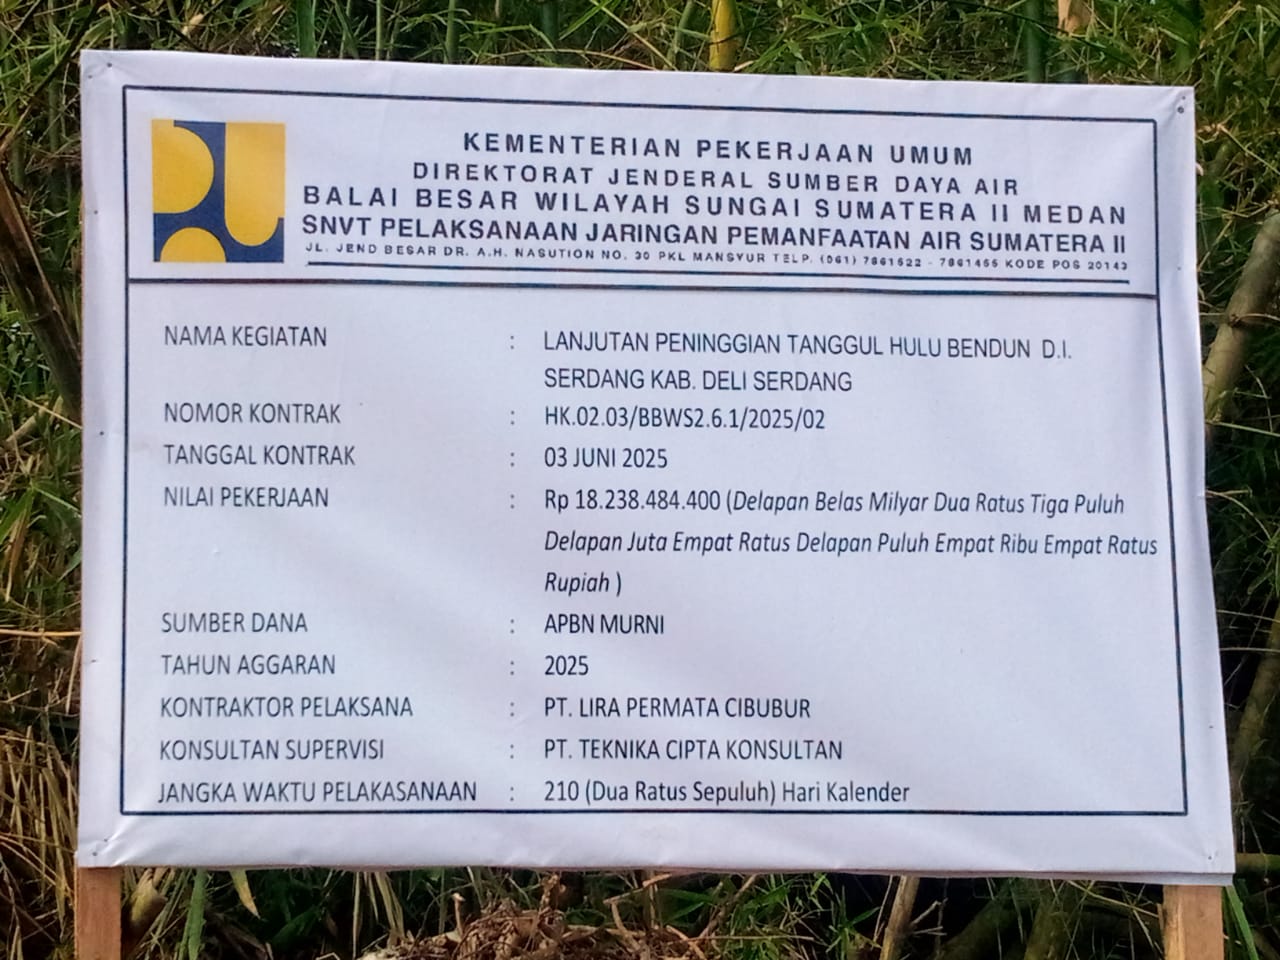 KEMENTERIAN PEKERJAAN UMUM
DIREKTORAT JENDERAL SUMBER DAYA AIR
BALAI BESAR WILAYAH SUNGAI SUMATERA II MEDAN
SNVT PELAKSANAAN JARINGAN PEMANFAATAN AIR SUMATERA II
JL. JEND BESAR DR. A.H. NASUTION NO. 30 PKL MANSYUR TELP. (061) 7861522 - 7861455 KODE POS 20143
NAMA KEGIATAN : LANJUTAN PENINGGIAN TANGGUL HULU BENDUN D.I.
SERDANG KAB. DELI SERDANG
NOMOR KONTRAK : HK.02.03/BBWS2.6.1/2025/02
TANGGAL KONTRAK : 03 JUNI 2025
NILAI PEKERJAAN : Rp 18.238.484.400 (Delapan Belas Milyar Dua Ratus Tiga Puluh
Delapan Juta Empat Ratus Delapan Puluh Empat Ribu Empat Ratus
Rupiah )
SUMBER DANA : APBN MURNI
TAHUN AGGARAN : 2025
KONTRAKTOR PELAKSANA : PT. LIRA PERMATA CIBUBUR
KONSULTAN SUPERVISI : PT. TEKNIKA CIPTA KONSULTAN
JANGKA WAKTU PELAKASANAAN : 210 (Dua Ratus Sepuluh) Hari Kalender